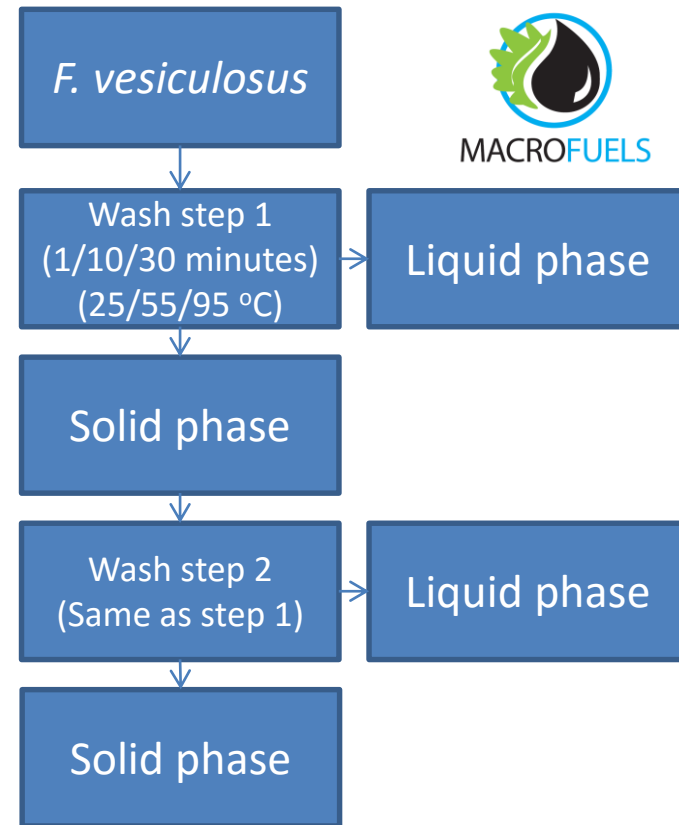 F. vesiculosus
MACROFUELS
Wash step 1
(1/10/30 minutes)
(25/55/95 °C)
Liquid phase
Solid phase
Wash step 2
(Same as step 1)
Liquid phase
Solid phase